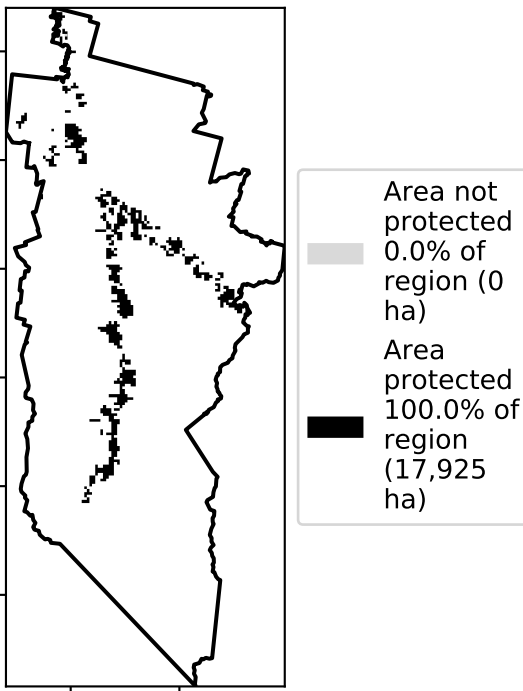 Area not
protected
0.0% of
region (0
ha)
Area
protected
100.0% of
region
(17,925
ha)